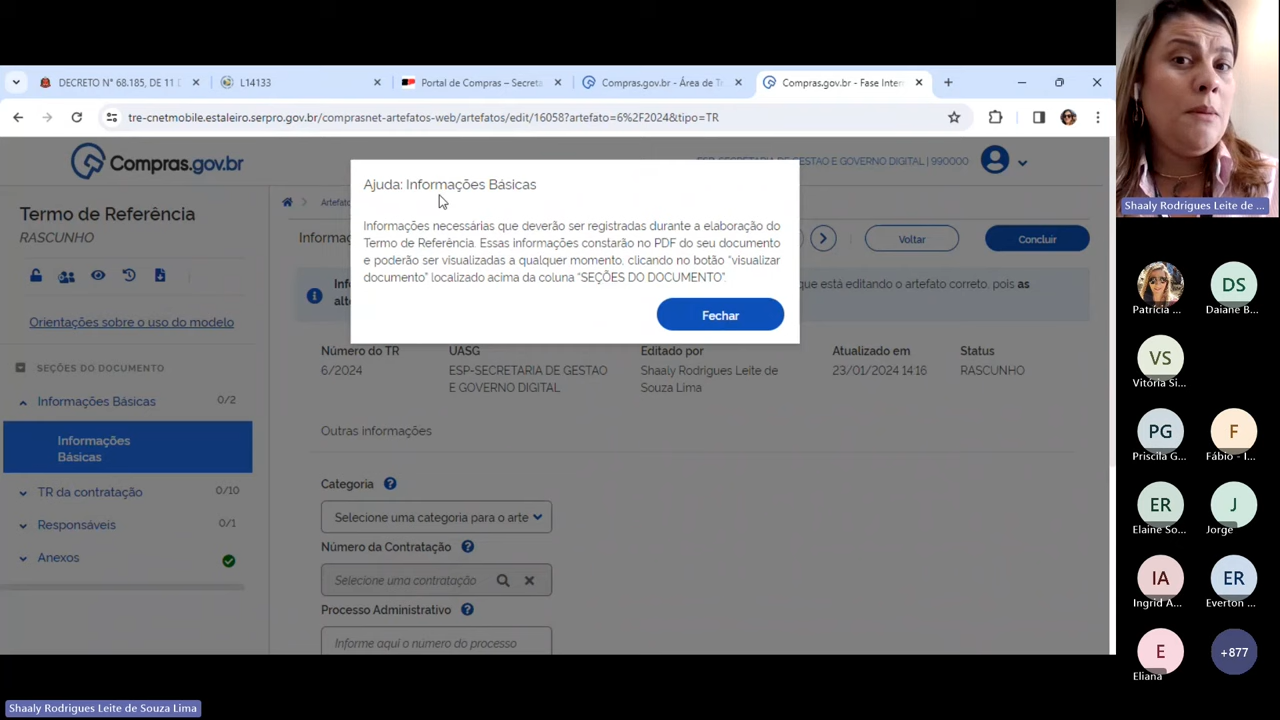 DECRETO N° 68.185, DE 11
L14133
Portal de Compras – Secreta
Compras.gov.br - Área de T
Compras.gov.br - Fase Inter
tre-cnetmobile.estaleiro.serpro.gov.br/comprasnet-artefatos-web/artefatos/edit/16058?artefato=6%2F2024&tipo=TR
Compras.gov.br
ESP-SECRETARIA DE GESTAO E GOVERNO DIGITAL | 990000
Termo de Referência
RASCUNHO
Orientações sobre o uso do modelo
SEÇÕES DO DOCUMENTO
Informações Básicas 0/2
Informações
Básicas
TR da contratação 0/10
Responsáveis 0/1
Anexos
Artefatos
Informaç
Voltar
Concluir
Ajuda: Informações Básicas
Informações necessárias que deverão ser registradas durante a elaboração do
Termo de Referência. Essas informações constarão no PDF do seu documento
e poderão ser visualizadas a qualquer momento, clicando no botão "visualizar
documento" localizado acima da coluna "SEÇÕES DO DOCUMENTO".
Fechar
que está editando o artefato correto, pois as
alte
Número do TR
6/2024
UASG
ESP-SECRETARIA DE GESTAO
E GOVERNO DIGITAL
Editado por
Shaaly Rodrigues Leite de
Souza Lima
Atualizado em
23/01/2024 14:16
Status
RASCUNHO
Outras informações
Categoria
Selecione uma categoria para o arte
Número da Contratação
Selecione uma contratação
Processo Administrativo
Informe aqui o numero do processo
Shaaly Rodrigues Leite de ...
Patrícia ...
DS
Daiane B...
VS
Vitória Si...
PG
Priscila G...
F
Fábio - I...
ER
Elaine So...
J
Jorge
IA
Ingrid A...
ER
Everton ...
E
Eliana
+877
Shaaly Rodrigues Leite de Souza Lima